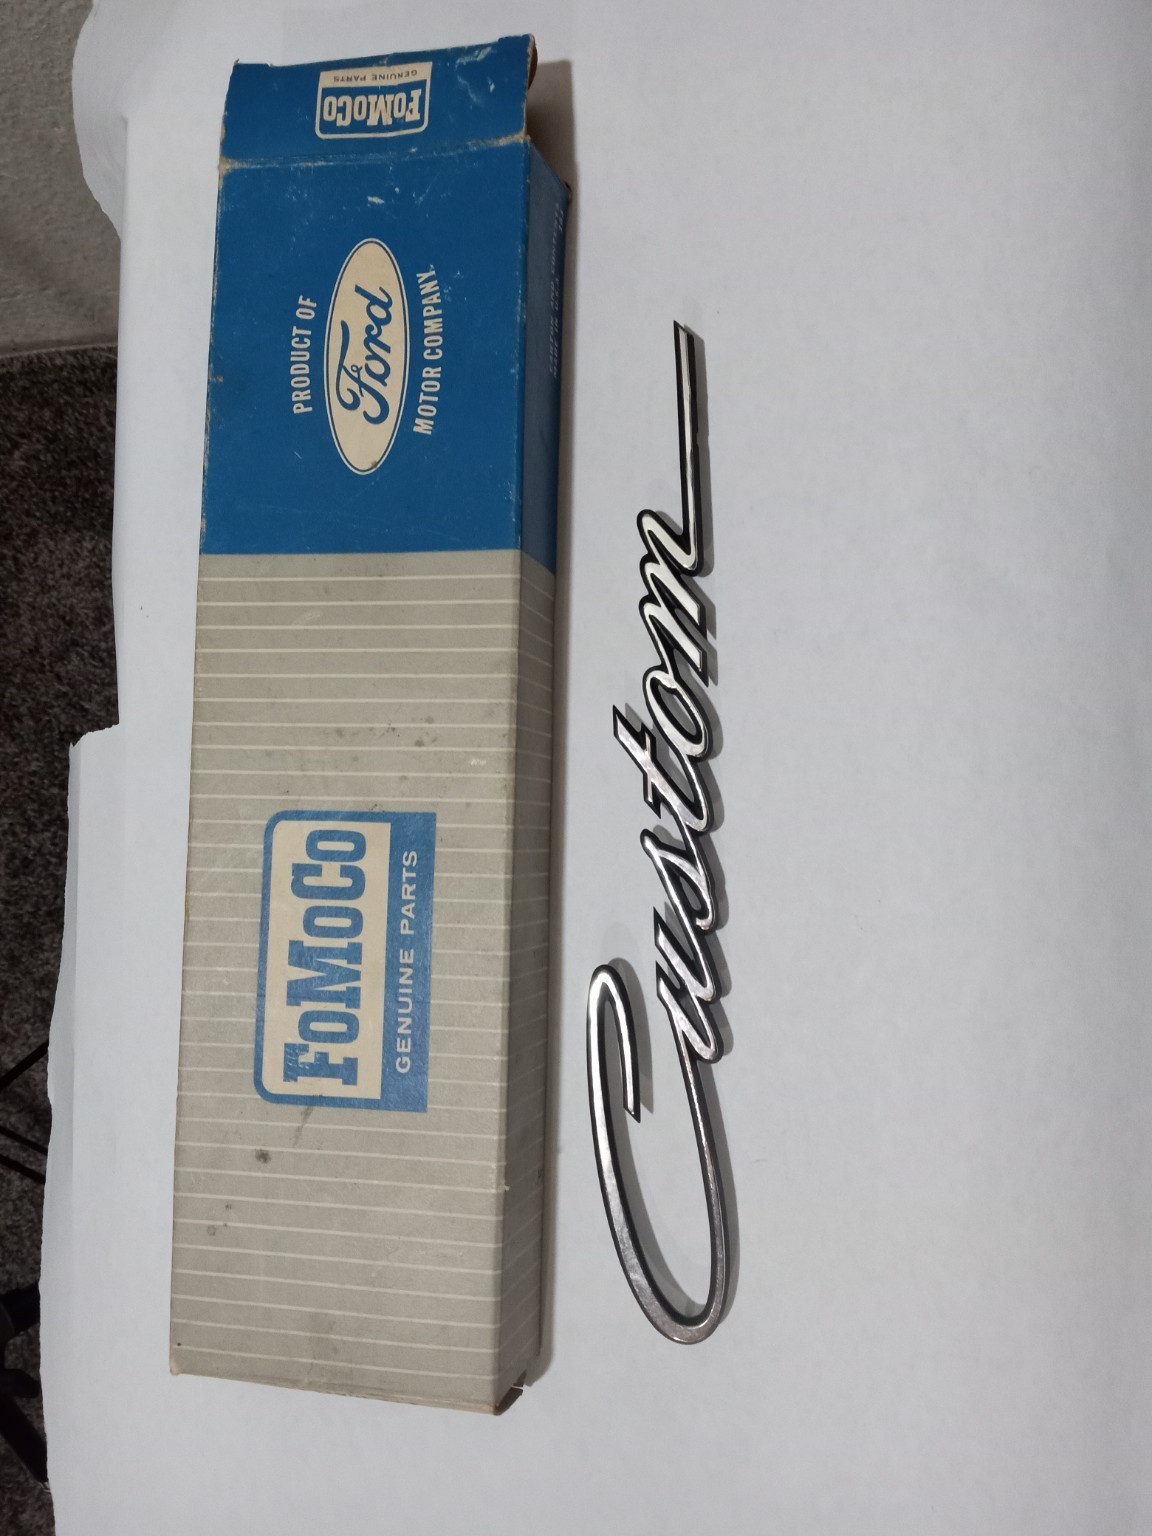 FoMoCo
GENUINE PARTS
PRODUCT OF
Ford
MOTOR COMPANY.
FoMoCo
GENUINE PARTS
Custom